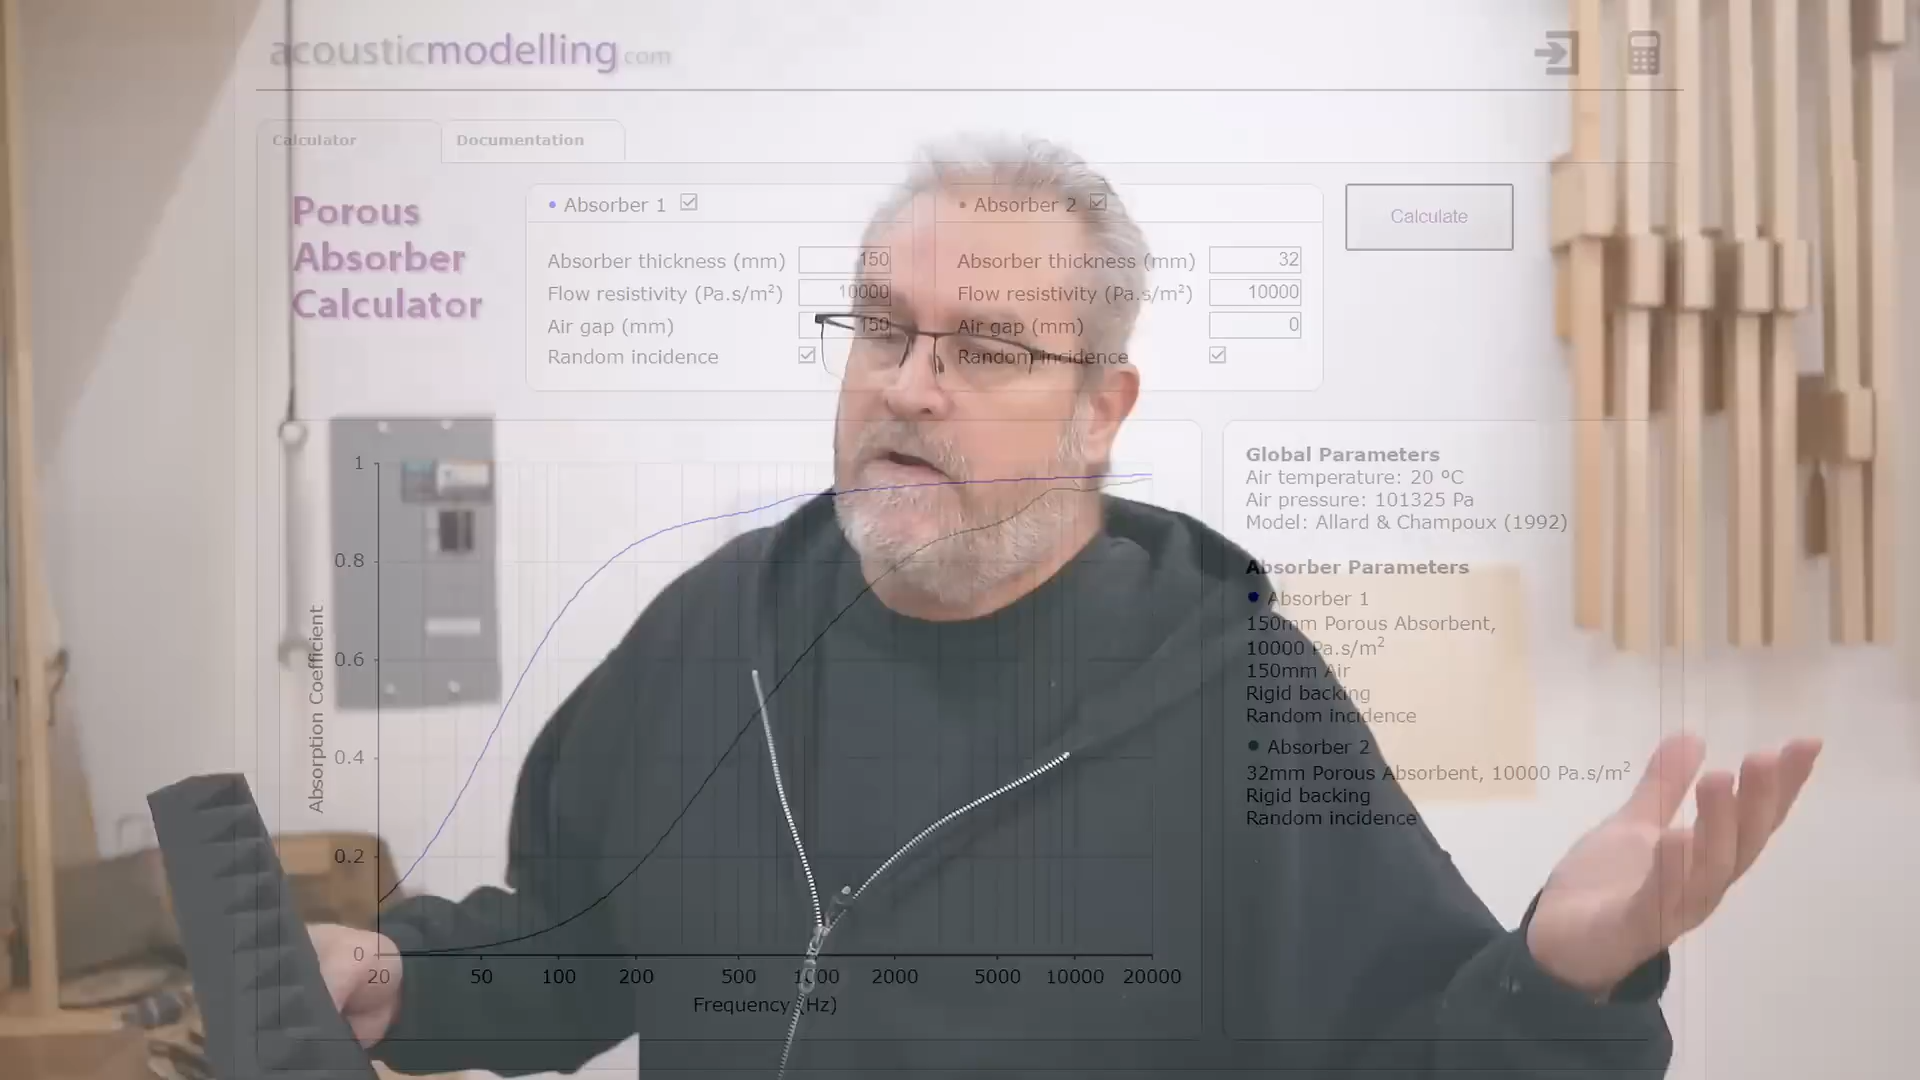 acousticmodelling.com
Calculator
Documentation
Porous
Absorber
Calculator
Absorber 1
Absorber thickness (mm) 150
Flow resistivity (Pa.s/m²) 10000
Air gap (mm) 150
Random incidence
Absorber 2
Absorber thickness (mm) 32
Flow resistivity (Pa.s/m²) 10000
Air gap (mm) 0
Random incidence
Calculate
Absorption Coefficient
1
0.8
0.6
0.4
0.2
0
20 50 100 200 500 1000 2000 5000 10000 20000
Frequency (Hz)
Global Parameters
Air temperature: 20 ºC
Air pressure: 101325 Pa
Model: Allard & Champoux (1992)
Absorber Parameters
Absorber 1
150mm Porous Absorbent,
10000 Pa.s/m²
150mm Air
Rigid backing
Random incidence
Absorber 2
32mm Porous Absorbent, 10000 Pa.s/m²
Rigid backing
Random incidence